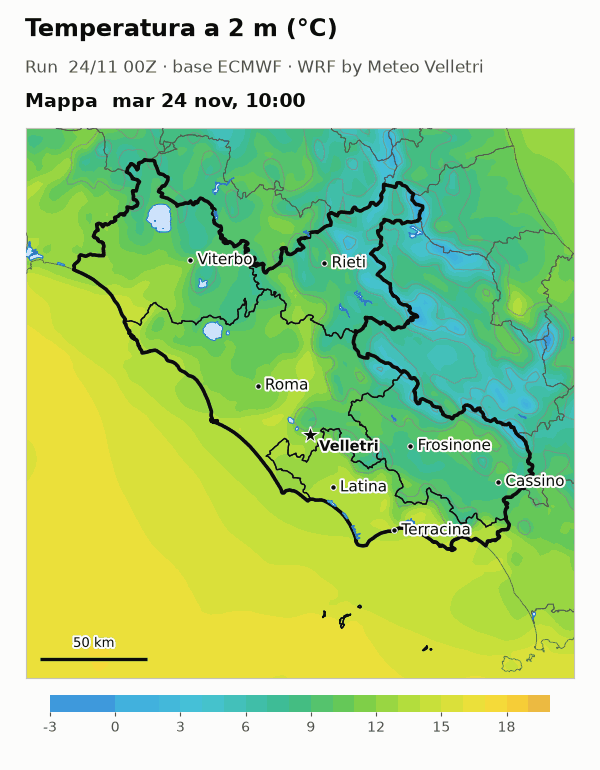 Temperatura a 2 m (°C)
Run  24/11 00Z · base ECMWF · WRF by Meteo Velletri
Mappa  mar 24 nov, 10:00
Viterbo
Rieti
Roma
Velletri
Frosinone
Latina
Cassino
Terracina
50 km
-3 0 3 6 9 12 15 18